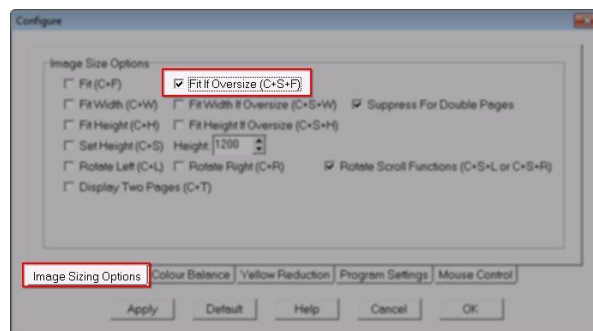 Configure
Image Size Options
Fit (C+F) Fit If Oversize (C+S+F)
Fit Width (C+W) Fit Width If Oversize (C+S+W) Suppress For Double Pages
Fit Height (C+H) Fit Height If Oversize (C+S+H)
Set Height (C+S) Height 1200
Rotate Left (C+L) Rotate Right (C+R) Rotate Scroll Functions (C+S+L or C+S+R)
Display Two Pages (C+T)
Image Sizing Options Colour Balance Yellow Reduction Program Settings Mouse Control
Apply Default Help Cancel OK